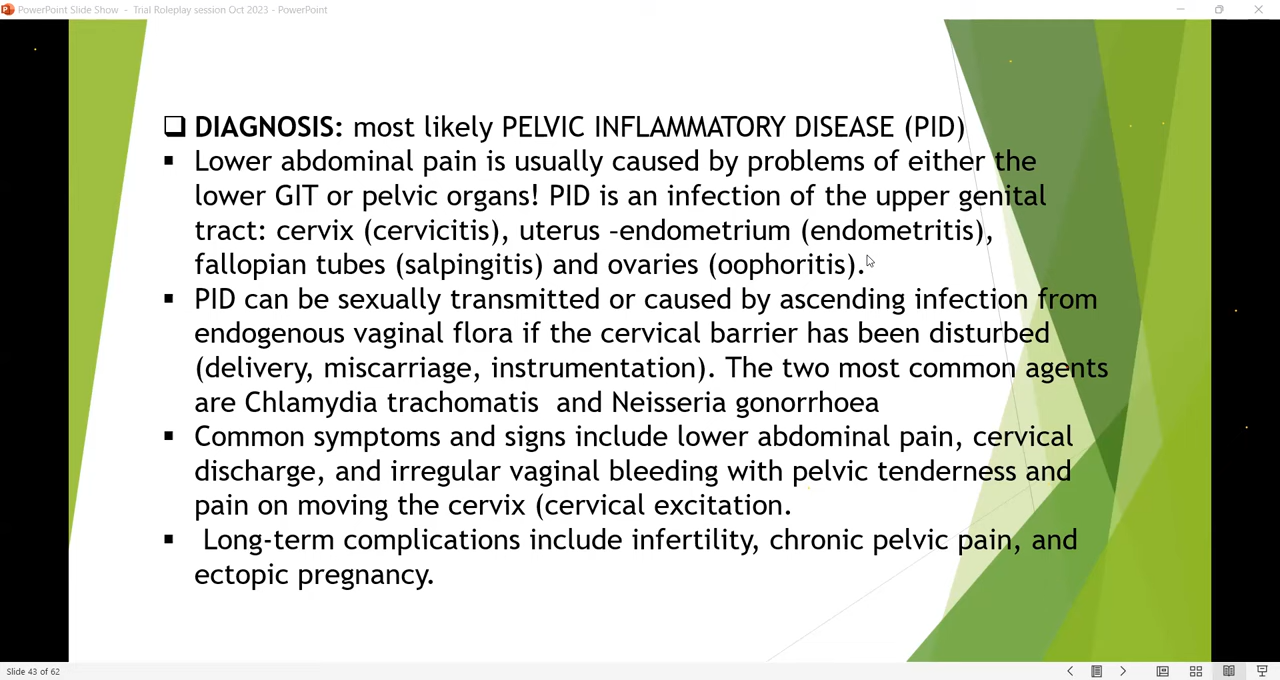 PowerPoint Slide Show - Trial Roleplay session Oct 2023 - PowerPoint
❑ DIAGNOSIS: most likely PELVIC INFLAMMATORY DISEASE (PID)
▪ Lower abdominal pain is usually caused by problems of either the
lower GIT or pelvic organs! PID is an infection of the upper genital
tract: cervix (cervicitis), uterus –endometrium (endometritis),
fallopian tubes (salpingitis) and ovaries (oophoritis).
▪ PID can be sexually transmitted or caused by ascending infection from
endogenous vaginal flora if the cervical barrier has been disturbed
(delivery, miscarriage, instrumentation). The two most common agents
are Chlamydia trachomatis  and Neisseria gonorrhoea
▪ Common symptoms and signs include lower abdominal pain, cervical
discharge, and irregular vaginal bleeding with pelvic tenderness and
pain on moving the cervix (cervical excitation.
▪ Long-term complications include infertility, chronic pelvic pain, and
ectopic pregnancy.
Slide 43 of 62